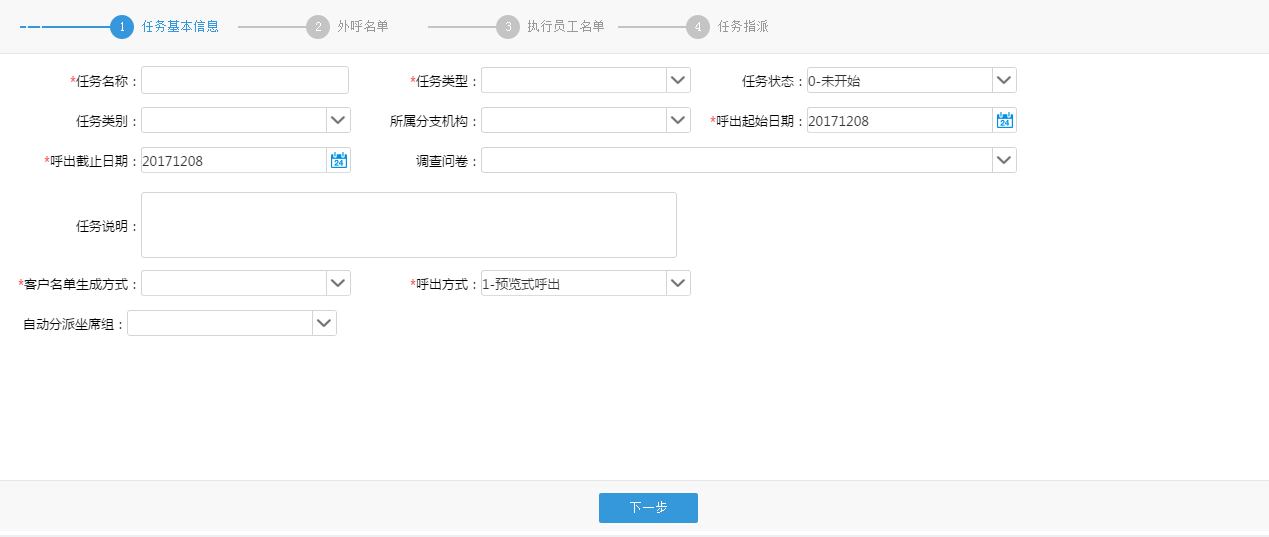 1 任务基本信息 2 外呼名单 3 执行员工名单 4 任务指派
*任务名称： *任务类型： 任务状态：0-未开始
任务类别： 所属分支机构： *呼出起始日期：20171208 24
*呼出截止日期：20171208 24 调查问卷：
任务说明：
*客户名单生成方式： *呼出方式：1-预览式呼出
自动分派坐席组：
下一步